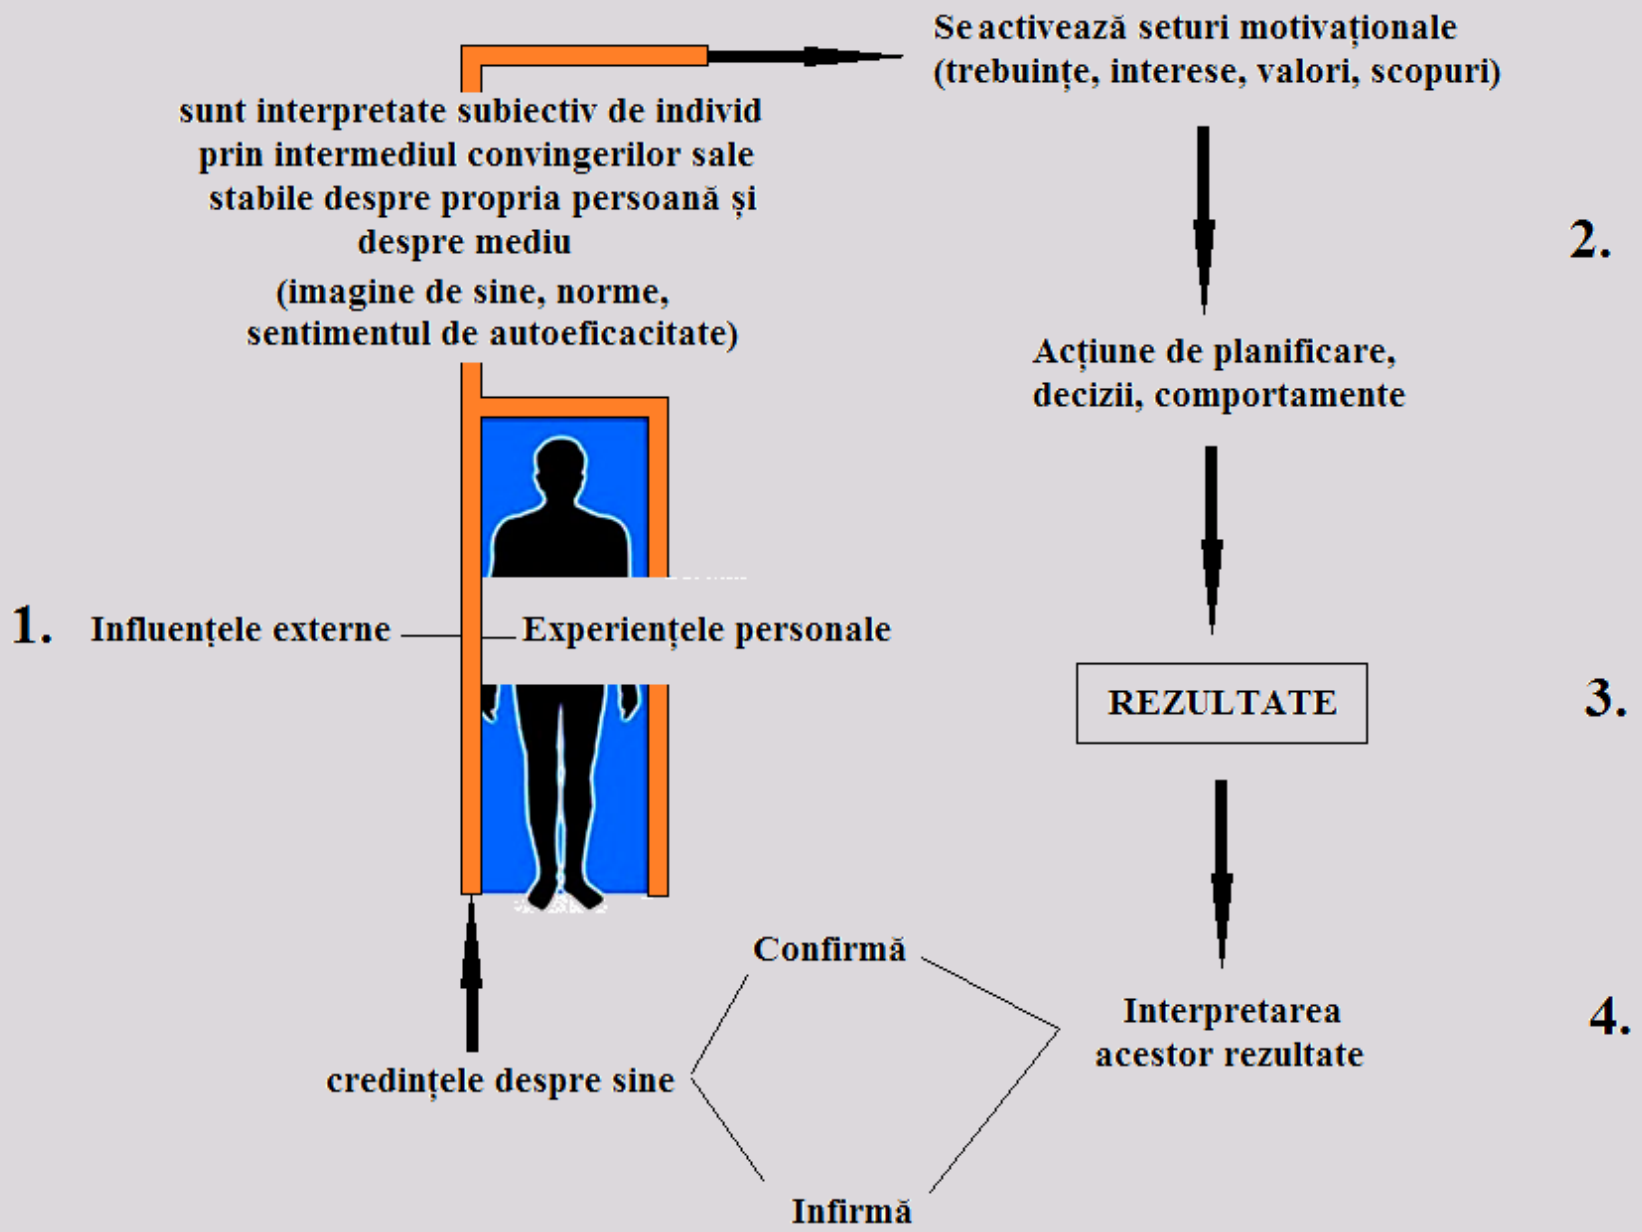 Se activează seturi motivaționale
(trebuințe, interese, valori, scopuri)
sunt interpretate subiectiv de individ
prin intermediul convingerilor sale
stabile despre propria persoană și
despre mediu
(imagine de sine, norme,
sentimentul de autoeficacitate)
2.
Acțiune de planificare,
decizii, comportamente
1. Influențele externe
Experiențele personale
REZULTATE
3.
Confirmă
Interpretarea
acestor rezultate
4.
credințele despre sine
Infirmă